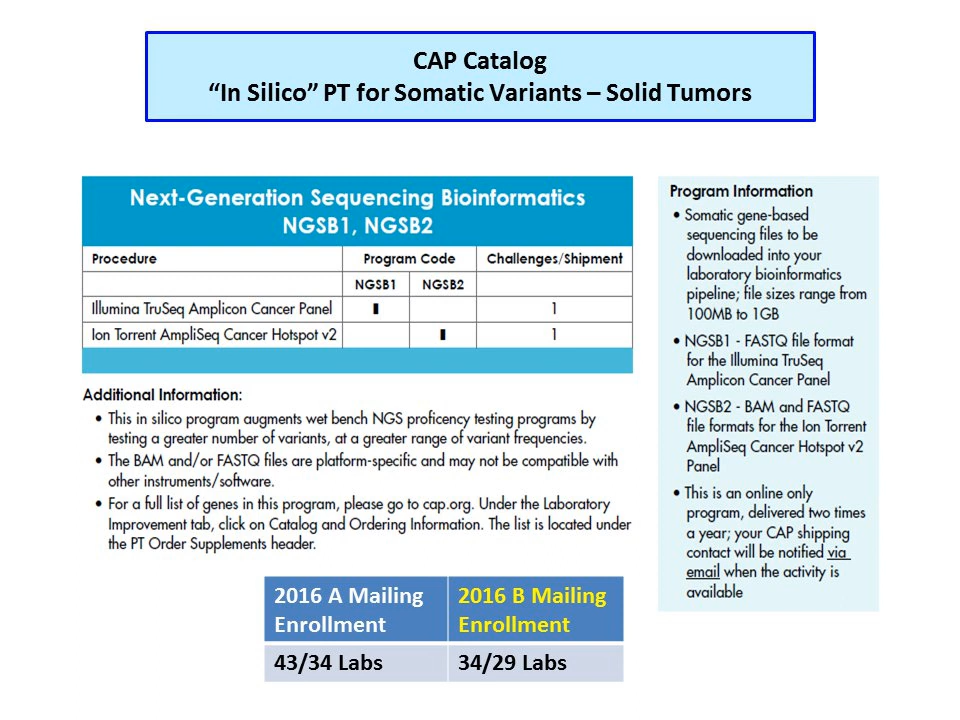 CAP Catalog
“In Silico” PT for Somatic Variants – Solid Tumors
Next-Generation Sequencing Bioinformatics
NGSB1, NGSB2
Procedure Program Code Challenges/Shipment
NGSB1 NGSB2
Illumina TruSeq Amplicon Cancer Panel 1
Ion Torrent AmpliSeq Cancer Hotspot v2 1
Additional Information:
• This in silico program augments wet bench NGS proficency testing programs by
testing a greater number of variants, at a greater range of variant frequencies.
• The BAM and/or FASTQ files are platform-specific and may not be compatible with
other instruments/software.
• For a full list of genes in this program, please go to cap.org. Under the Laboratory
Improvement tab, click on Catalog and Ordering Information. The list is located under
the PT Order Supplements header.
Program Information
• Somatic gene-based
sequencing files to be
downloaded into your
laboratory bioinformatics
pipeline; file sizes range from
100MB to 1GB
• NGSB1 - FASTQ file format
for the Illumina TruSeq
Amplicon Cancer Panel
• NGSB2 - BAM and FASTQ
file formats for the Ion Torrent
AmpliSeq Cancer Hotspot v2
Panel
• This is an online only
program, delivered two times
a year; your CAP shipping
contact will be notified via
email when the activity is
available
2016 A Mailing
Enrollment
2016 B Mailing
Enrollment
43/34 Labs 34/29 Labs